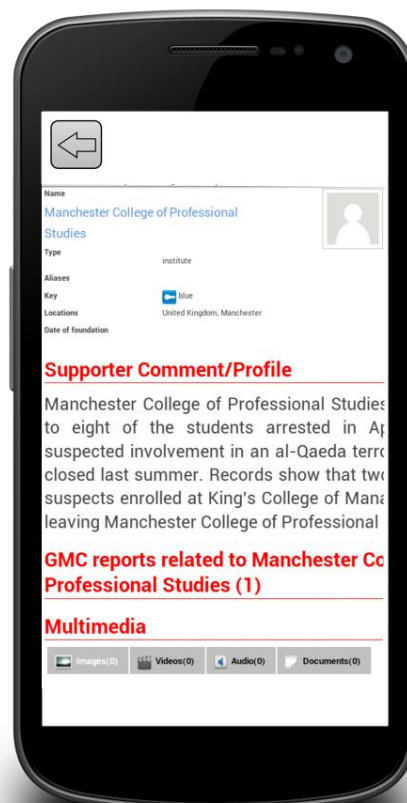 Name
Manchester College of Professional
Studies
Type
institute
Aliases
Key
blue
Locations
United Kingdom, Manchester
Date of foundation
Supporter Comment/Profile
Manchester College of Professional Studies
to eight of the students arrested in
suspected involvement in an al-Qaeda
closed last summer. Records show that
suspects enrolled at King's College of
leaving Manchester College of Professional
GMC reports related to Manchester
Professional Studies (1)
Multimedia
Images(0) Videos(0) Audio(0) Documents(0)